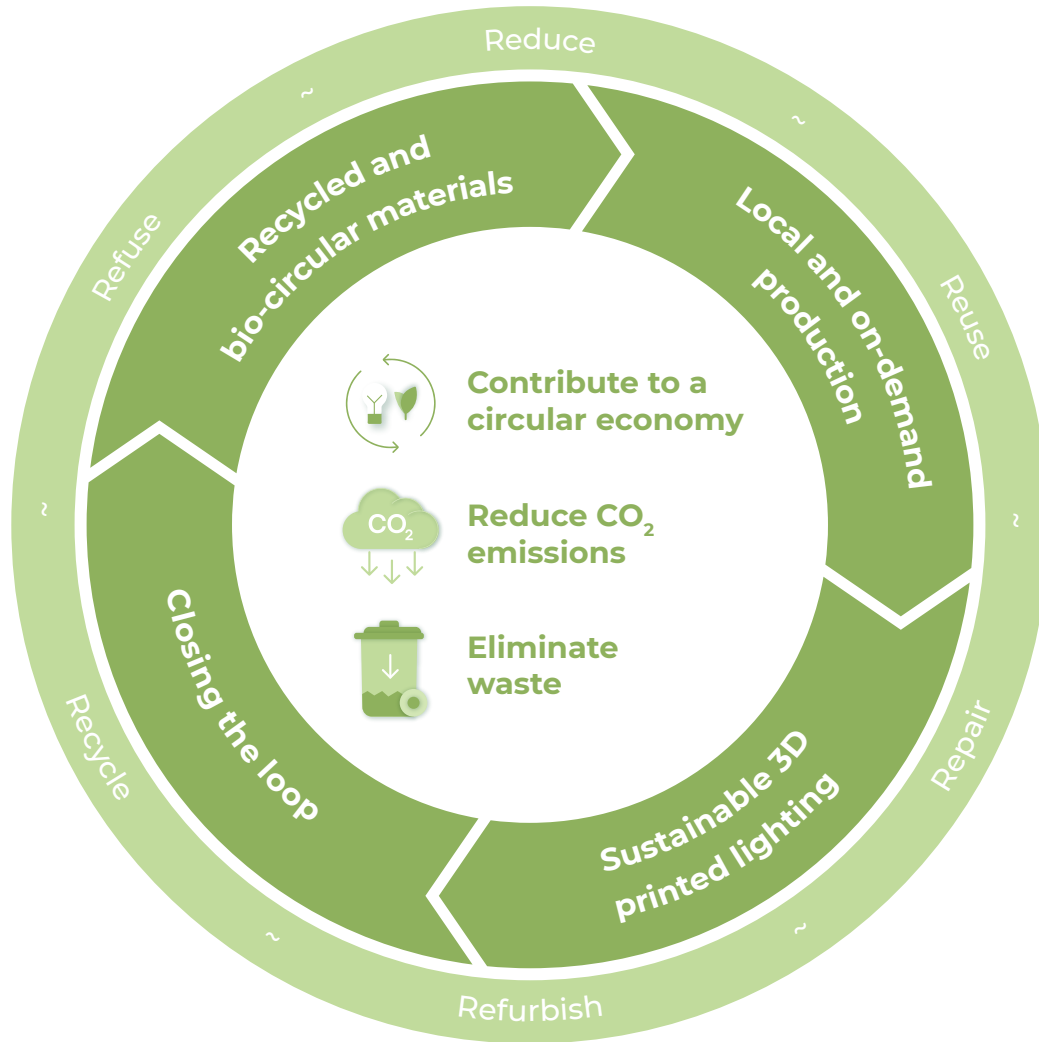 Reduce
~
Reuse
~
Repair
~
Refurbish
~
Recycle
~
Refuse
~
Recycled and
bio-circular materials
Local and on-demand
production
Sustainable 3D
printed lighting
Closing the loop
Contribute to a
circular economy
CO₂
Reduce CO₂
emissions
Eliminate
waste